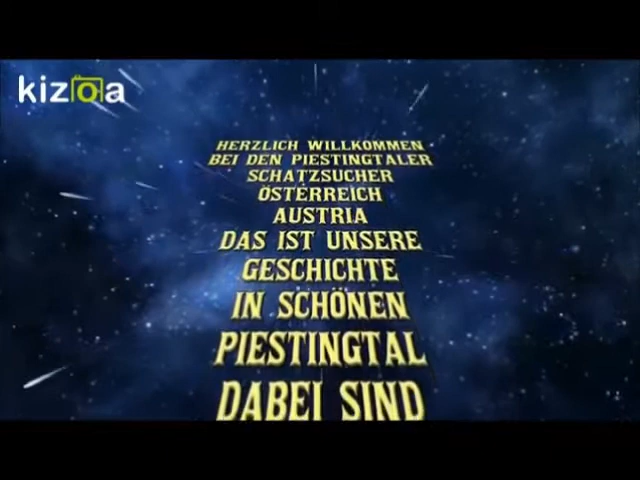 kizoa
HERZLICH WILLKOMMEN
BEI DEN PIESTINGTALER
SCHATZSUCHER
ÖSTERREICH
AUSTRIA
DAS IST UNSERE
GESCHICHTE
IN SCHÖNEN
PIESTINGTAL
DABEI SIND